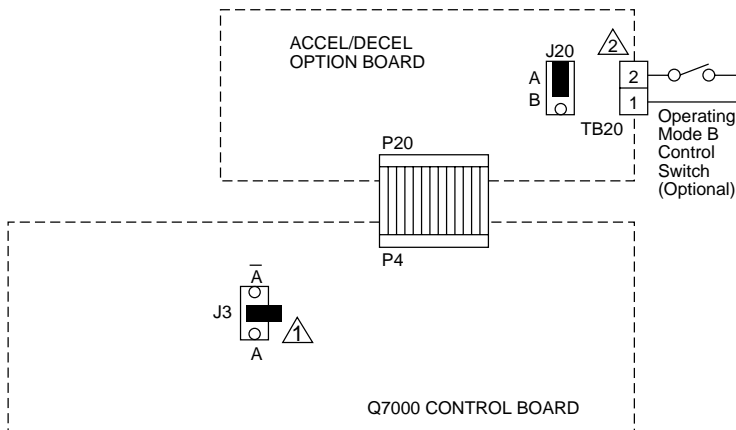 ACCEL/DECEL
OPTION BOARD
J20
2
A
B
2
1
TB20
Operating
Mode B
Control
Switch
(Optional)
P20
P4
A̅
J3
1
A
Q7000 CONTROL BOARD